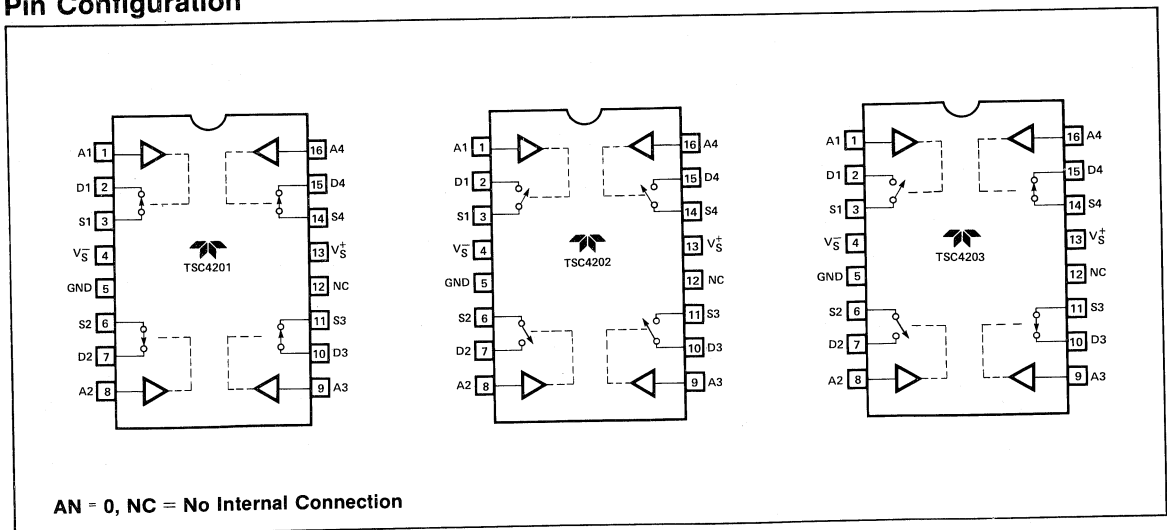 Pin Configuration
A1 1
D1 2
S1 3
V_S^- 4
GND 5
S2 6
D2 7
A2 8
16 A4
15 D4
14 S4
13 V_S^+
12 NC
11 S3
10 D3
9 A3
TSC4201
A1 1
D1 2
S1 3
V_S^- 4
GND 5
S2 6
D2 7
A2 8
16 A4
15 D4
14 S4
13 V_S^+
12 NC
11 S3
10 D3
9 A3
TSC4202
A1 1
D1 2
S1 3
V_S^- 4
GND 5
S2 6
D2 7
A2 8
16 A4
15 D4
14 S4
13 V_S^+
12 NC
11 S3
10 D3
9 A3
TSC4203
AN = 0, NC = No Internal Connection